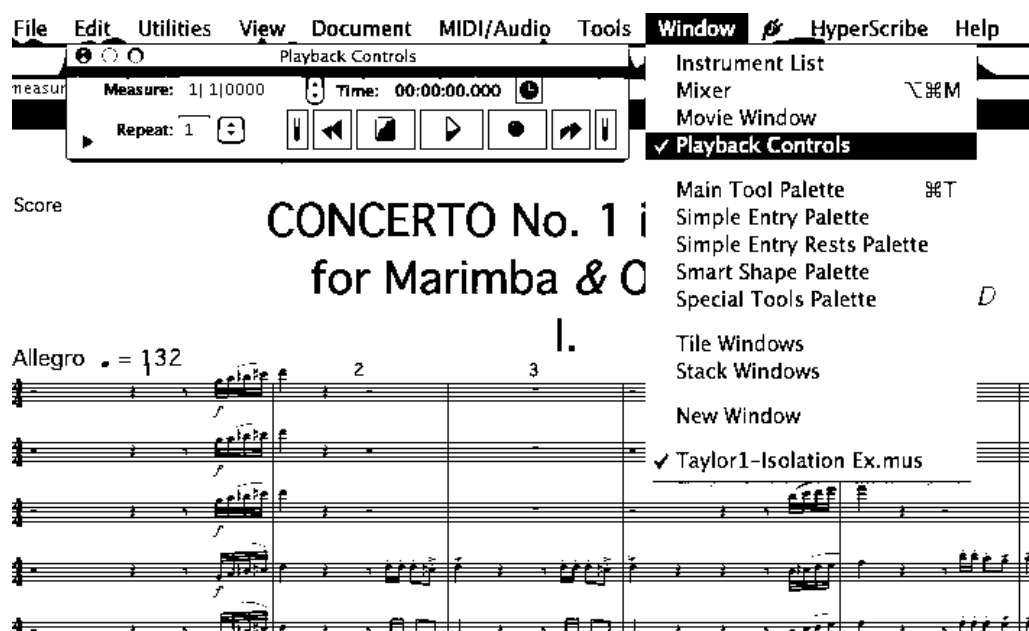 File Edit Utilities View Document MIDI/Audio Tools Window HyperScribe Help
Playback Controls
Measure: 1| 1|0000 Time: 00:00:00.000
Repeat: 1
Instrument List
Mixer ⌥⌘M
Movie Window
✓ Playback Controls
Main Tool Palette ⌘T
Simple Entry Palette
Simple Entry Rests Palette
Smart Shape Palette
Special Tools Palette
Tile Windows
Stack Windows
New Window
✓ Taylor1-Isolation Ex.mus
measur
Score
CONCERTO No. 1 i
for Marimba & O
D
I.
Allegro ♩ = 132
1 2 3
f
f
f
f